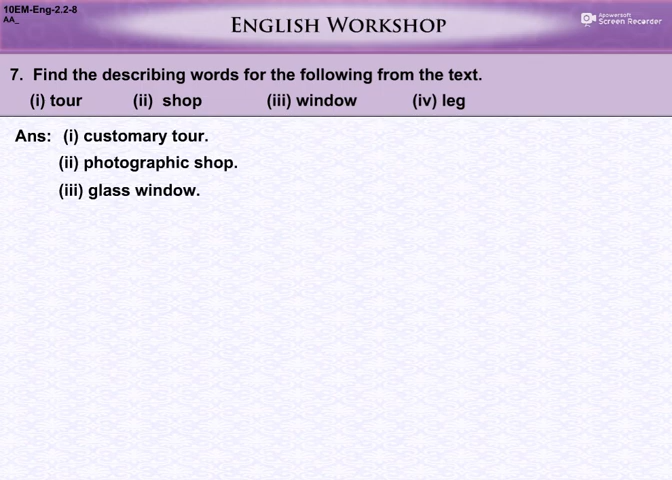 10EM-Eng-2.2-8
AA_
ENGLISH WORKSHOP
Apowersoft
Screen Recorder
7. Find the describing words for the following from the text.
(i) tour (ii) shop (iii) window (iv) leg
Ans: (i) customary tour.
(ii) photographic shop.
(iii) glass window.